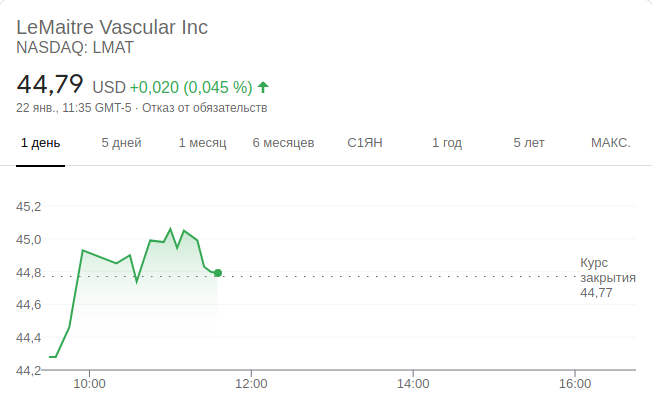 LeMaitre Vascular Inc
NASDAQ: LMAT
44,79 USD +0,020 (0,045 %)
22 янв., 11:35 GMT-5 · Отказ от обязательств
1 день 5 дней 1 месяц 6 месяцев С1ЯН 1 год 5 лет МАКС.
45,2
45,0
44,8
44,6
44,4
44,2
Курс
закрытия
44,77
10:00 12:00 14:00 16:00